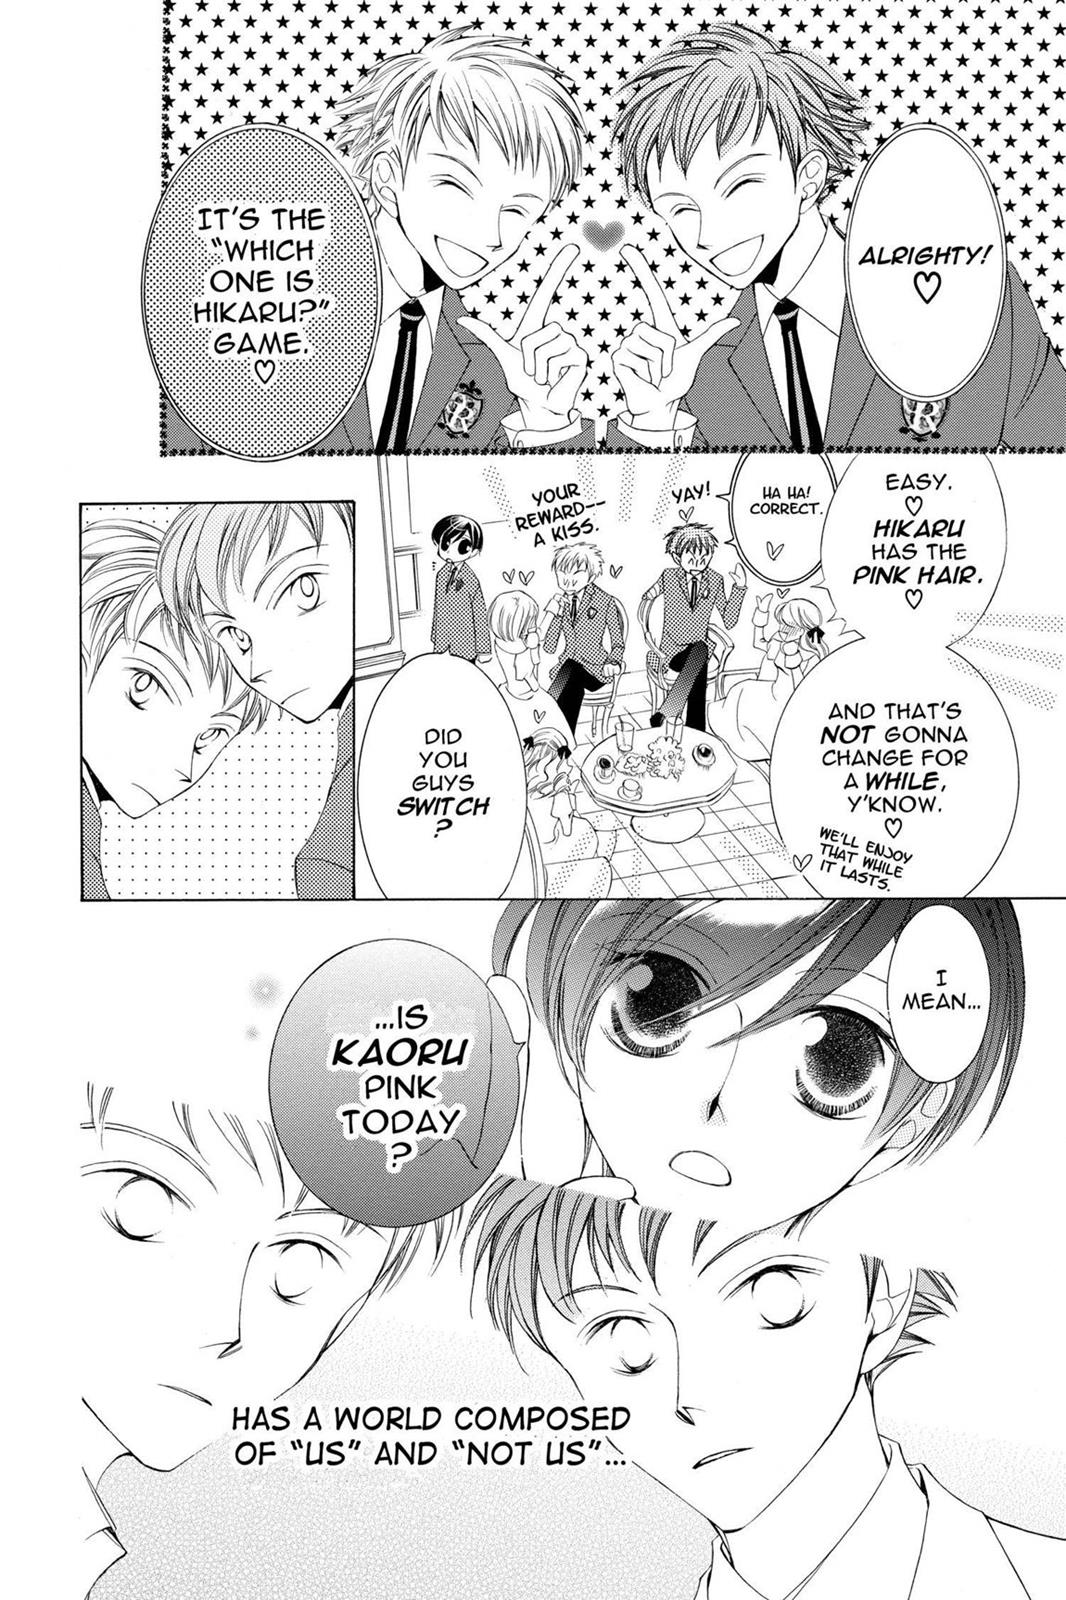 ALRIGHTY!
IT'S THE
"WHICH
ONE IS
HIKARU?"
GAME.
EASY.
HIKARU
HAS THE
PINK HAIR.
AND THAT'S
NOT GONNA
CHANGE FOR
A WHILE,
Y'KNOW.
WE'LL ENJOY
THAT WHILE
IT LASTS.
HA HA!
CORRECT.
YAY!
YOUR
REWARD--
A KISS.
DID
YOU
GUYS
SWITCH
?
I
MEAN...
...IS
KAORU
PINK
TODAY
?
HAS A WORLD COMPOSED
OF "US" AND "NOT US"...